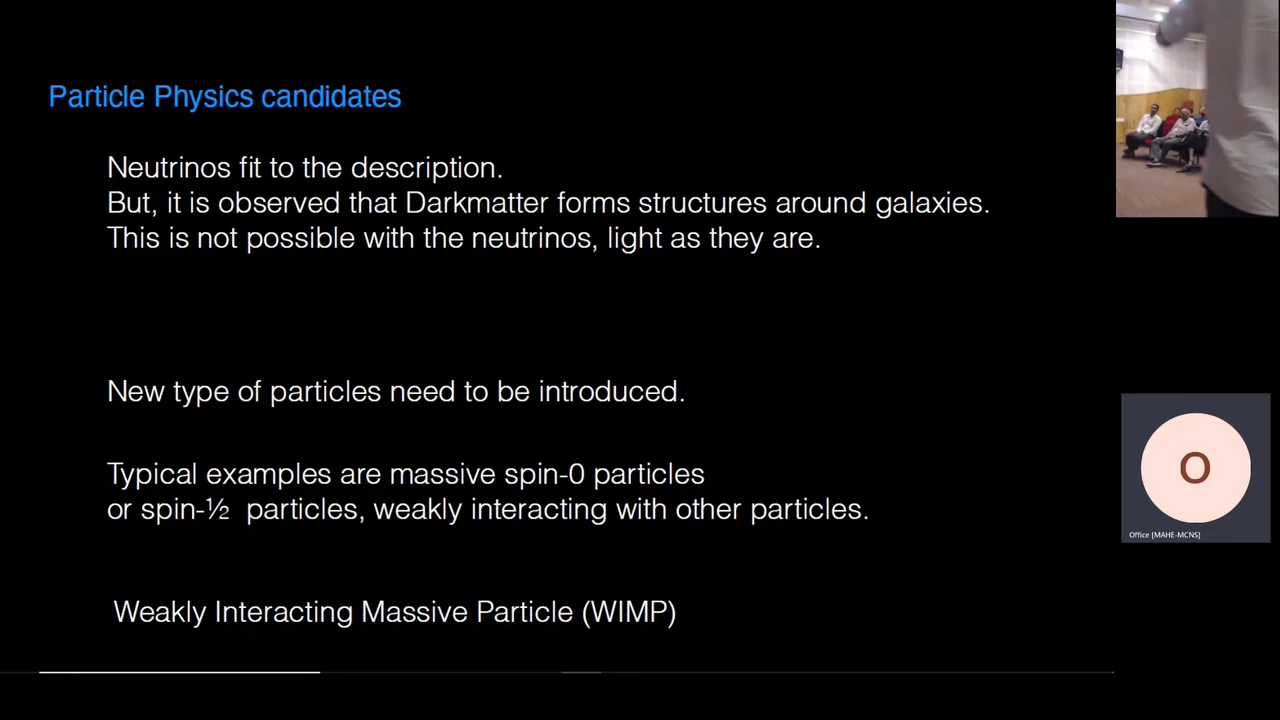 Particle Physics candidates
Neutrinos fit to the description.
But, it is observed that Darkmatter forms structures around galaxies.
This is not possible with the neutrinos, light as they are.
New type of particles need to be introduced.
Typical examples are massive spin-0 particles
or spin-½ particles, weakly interacting with other particles.
Weakly Interacting Massive Particle (WIMP)
O
Office [MAHE-MCNS]